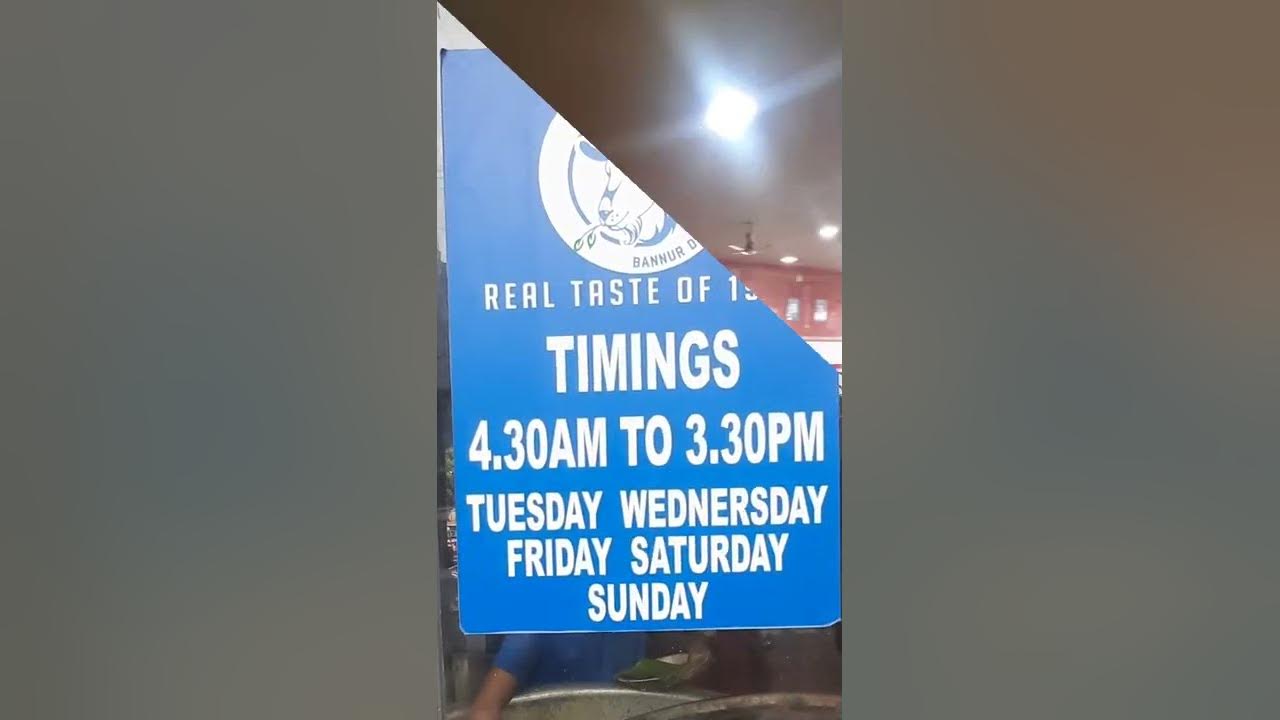 BANNUR
REAL TASTE OF
TIMINGS
4.30AM TO 3.30PM
TUESDAY WEDNERSDAY
FRIDAY SATURDAY
SUNDAY